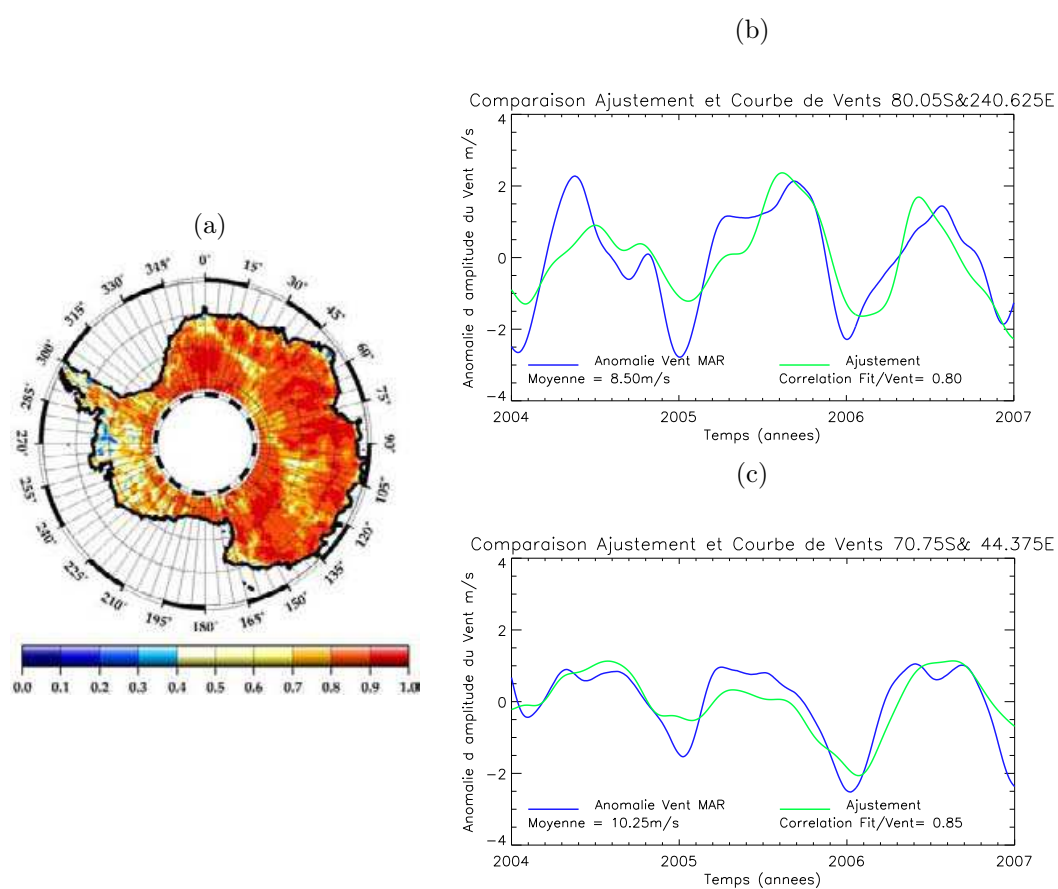 (a)
0°
15°
30°
45°
60°
75°
90°
105°
120°
135°
150°
165°
180°
195°
210°
225°
240°
255°
270°
285°
300°
315°
330°
345°
0.0 0.1 0.2 0.3 0.4 0.5 0.6 0.7 0.8 0.9 1.0
(b)
Comparaison Ajustement et Courbe de Vents 80.05S&240.625E
Anomalie d amplitude du Vent m/s
4
2
0
−2
−4
Anomalie Vent MAR
Ajustement
Moyenne = 8.50m/s
Correlation Fit/Vent= 0.80
2004 2005 2006 2007
Temps (annees)
(c)
Comparaison Ajustement et Courbe de Vents 70.75S& 44.375E
Anomalie d amplitude du Vent m/s
4
2
0
−2
−4
Anomalie Vent MAR
Ajustement
Moyenne = 10.25m/s
Correlation Fit/Vent= 0.85
2004 2005 2006 2007
Temps (annees)